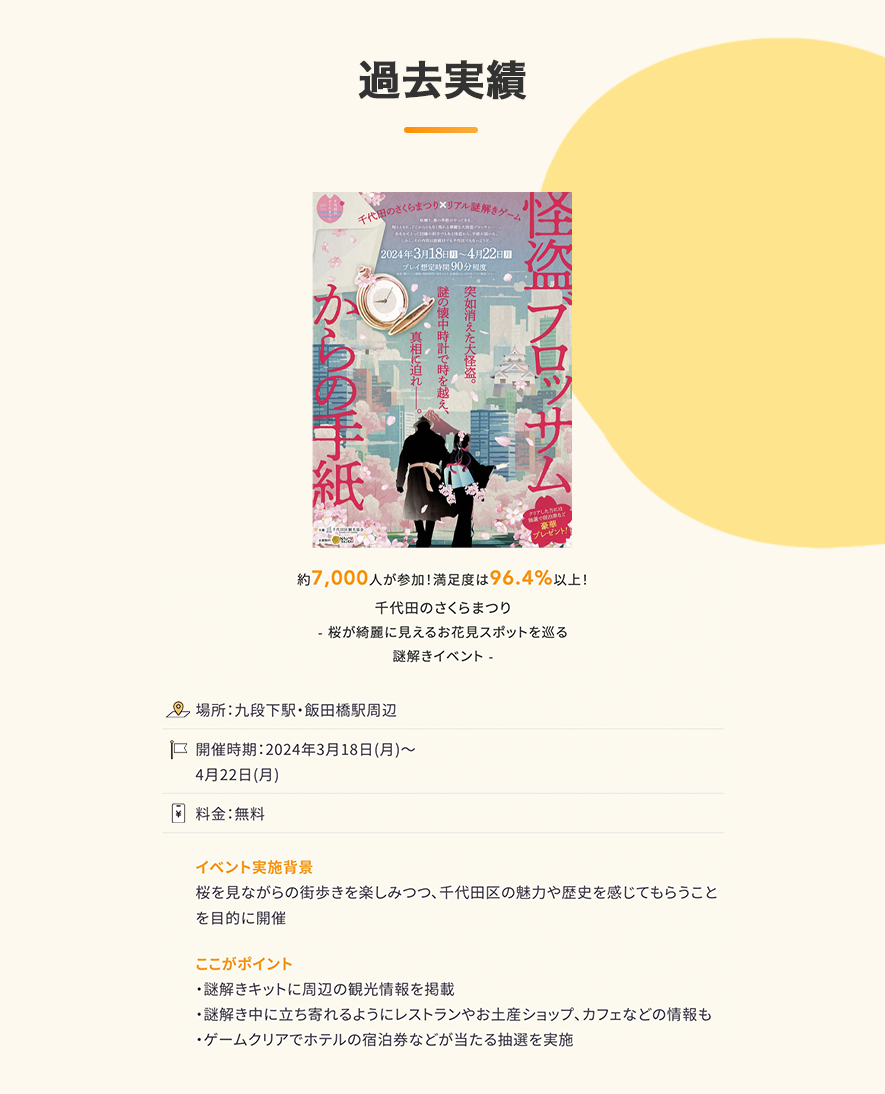 過去実績
千代田のさくらまつり×リアル謎解きゲーム
2024年3月18日月～4月22日月
プレイ想定時間90分程度
怪盗ブロッサム
からの手紙
突如消えた大怪盗。
謎の懐中時計で時を越え、
真相に迫れ――。
クリアした方には
抽選で宿泊券など
豪華
プレゼント!
約7,000人が参加!満足度は96.4%以上!
千代田のさくらまつり
- 桜が綺麗に見えるお花見スポットを巡る
謎解きイベント -
場所：九段下駅・飯田橋駅周辺
開催時期：2024年3月18日(月)〜
4月22日(月)
料金：無料
イベント実施背景
桜を見ながらの街歩きを楽しみつつ、千代田区の魅力や歴史を感じてもらうこと
を目的に開催
ここがポイント
・謎解きキットに周辺の観光情報を掲載
・謎解き中に立ち寄れるようにレストランやお土産ショップ、カフェなどの情報も
・ゲームクリアでホテルの宿泊券などが当たる抽選を実施